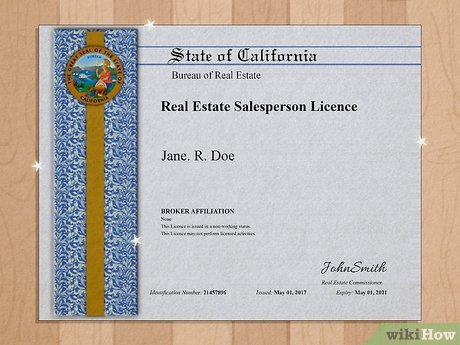 State of California
Bureau of Real Estate
Real Estate Salesperson Licence
Jane. R. Doe
BROKER AFFILIATION
None
This Licence is issued in a non-working status.
This Licence may not perform licensed activities.
JohnSmith
Real Estate Commissioner
Identification Number: 21457896 Issued: May 01, 2017 Expiry: May 01, 2021
wikiHow